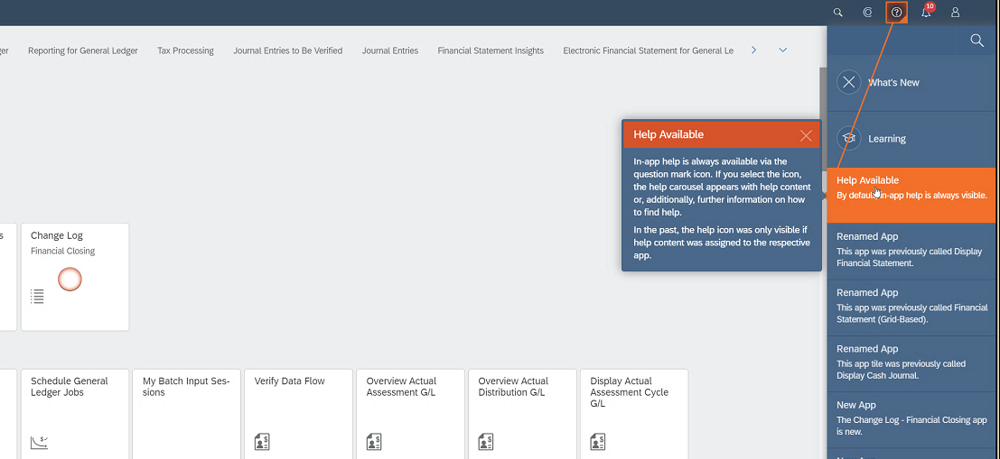 10
ger
Reporting for General Ledger
Tax Processing
Journal Entries to Be Verified
Journal Entries
Financial Statement Insights
Electronic Financial Statement for General Le
What's New
Learning
Help Available
By default in-app help is always visible.
Help Available
In-app help is always available via the
question mark icon. If you select the icon,
the help carousel appears with help content
or, additionally, further information on how
to find help.
In the past, the help icon was only visible if
help content was assigned to the respective
app.
Renamed App
This app was previously called Display
Financial Statement.
Renamed App
This app was previously called Financial
Statement (Grid-Based).
Renamed App
This app tile was previously called
Display Cash Journal.
New App
The Change Log - Financial Closing app
is new.
s
Change Log
Financial Closing
Schedule General
Ledger Jobs
My Batch Input Ses-
sions
Verify Data Flow
Overview Actual
Assessment G/L
Overview Actual
Distribution G/L
Display Actual
Assessment Cycle
G/L